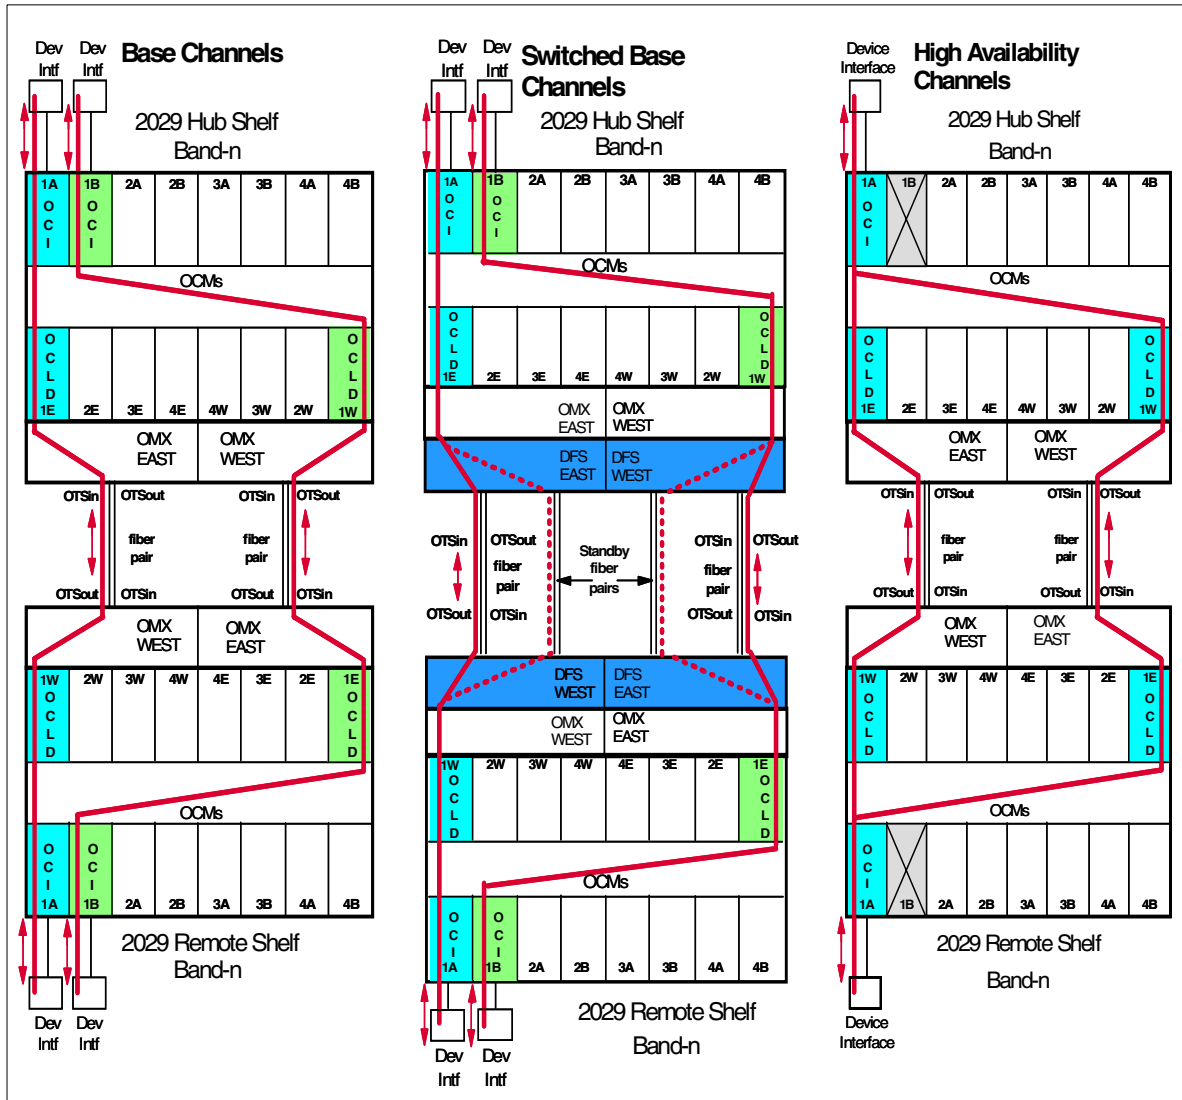 Base Channels
Dev Dev
Intf Intf
2029 Hub Shelf
Band-n
1A 1B 2A 2B 3A 3B 4A 4B
OCI OCI
OCMs
OCLD OCLD
1E 2E 3E 4E 4W 3W 2W 1W
OMX EAST
OMX WEST
OTSin OTSout OTSin OTSout
fiber pair
fiber pair
OTSout OTSin OTSout OTSin
OMX WEST
OMX EAST
1W 2W 3W 4W 4E 3E 2E 1E
OCLD OCLD
OCMs
OCI OCI
1A 1B 2A 2B 3A 3B 4A 4B
2029 Remote Shelf
Band-n
Dev Dev
Intf Intf
Switched Base
Channels
Dev Dev
Intf Intf
2029 Hub Shelf
Band-n
1A 1B 2A 2B 3A 3B 4A 4B
OCI OCI
OCMs
OCLD OCLD
1E 2E 3E 4E 4W 3W 2W 1W
OMX EAST
OMX WEST
DFS EAST
DFS WEST
OTSin OTSout OTSin OTSout
fiber pair
Standby fiber pairs
fiber pair
OTSout OTSin OTSout OTSin
DFS WEST
DFS EAST
OMX WEST
OMX EAST
1W 2W 3W 4W 4E 3E 2E 1E
OCLD OCLD
OCMs
OCI OCI
1A 1B 2A 2B 3A 3B 4A 4B
2029 Remote Shelf
Band-n
Dev Dev
Intf Intf
High Availability
Channels
Device
Interface
2029 Hub Shelf
Band-n
1A 1B 2A 2B 3A 3B 4A 4B
OCI
OCMs
OCLD OCLD
1E 2E 3E 4E 4W 3W 2W 1W
OMX EAST
OMX WEST
OTSin OTSout OTSin OTSout
fiber pair
fiber pair
OTSout OTSin OTSout OTSin
OMX WEST
OMX EAST
1W 2W 3W 4W 4E 3E 2E 1E
OCLD OCLD
OCMs
OCI
1A 1B 2A 2B 3A 3B 4A 4B
2029 Remote Shelf
Band-n
Device
Interface